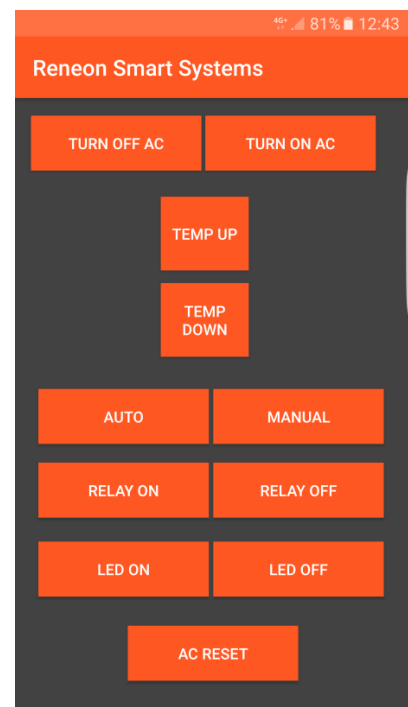 4G+ 81% 12:43
Reneon Smart Systems
TURN OFF AC TURN ON AC
TEMP UP
TEMP
DOWN
AUTO MANUAL
RELAY ON RELAY OFF
LED ON LED OFF
AC RESET